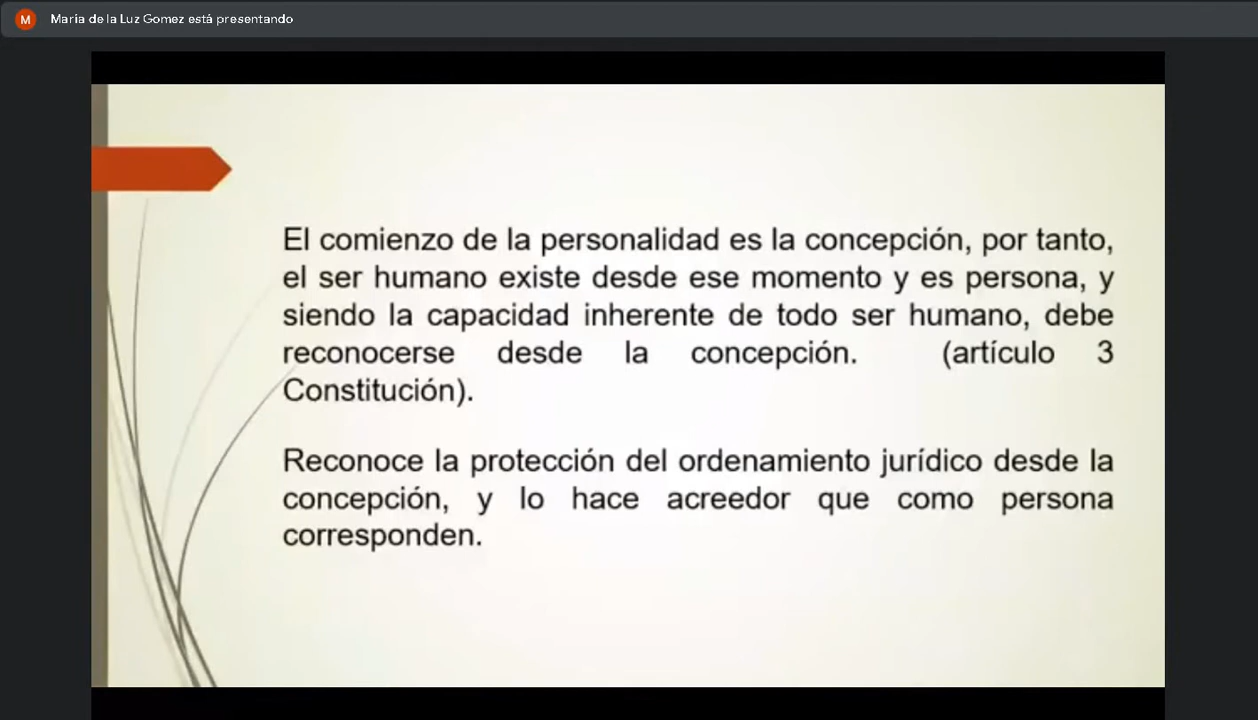 M Maria de la Luz Gomez está presentando
El comienzo de la personalidad es la concepción, por tanto,
el ser humano existe desde ese momento y es persona, y
siendo la capacidad inherente de todo ser humano, debe
reconocerse desde la concepción. (artículo 3
Constitución).
Reconoce la protección del ordenamiento jurídico desde la
concepción, y lo hace acreedor que como persona
corresponden.